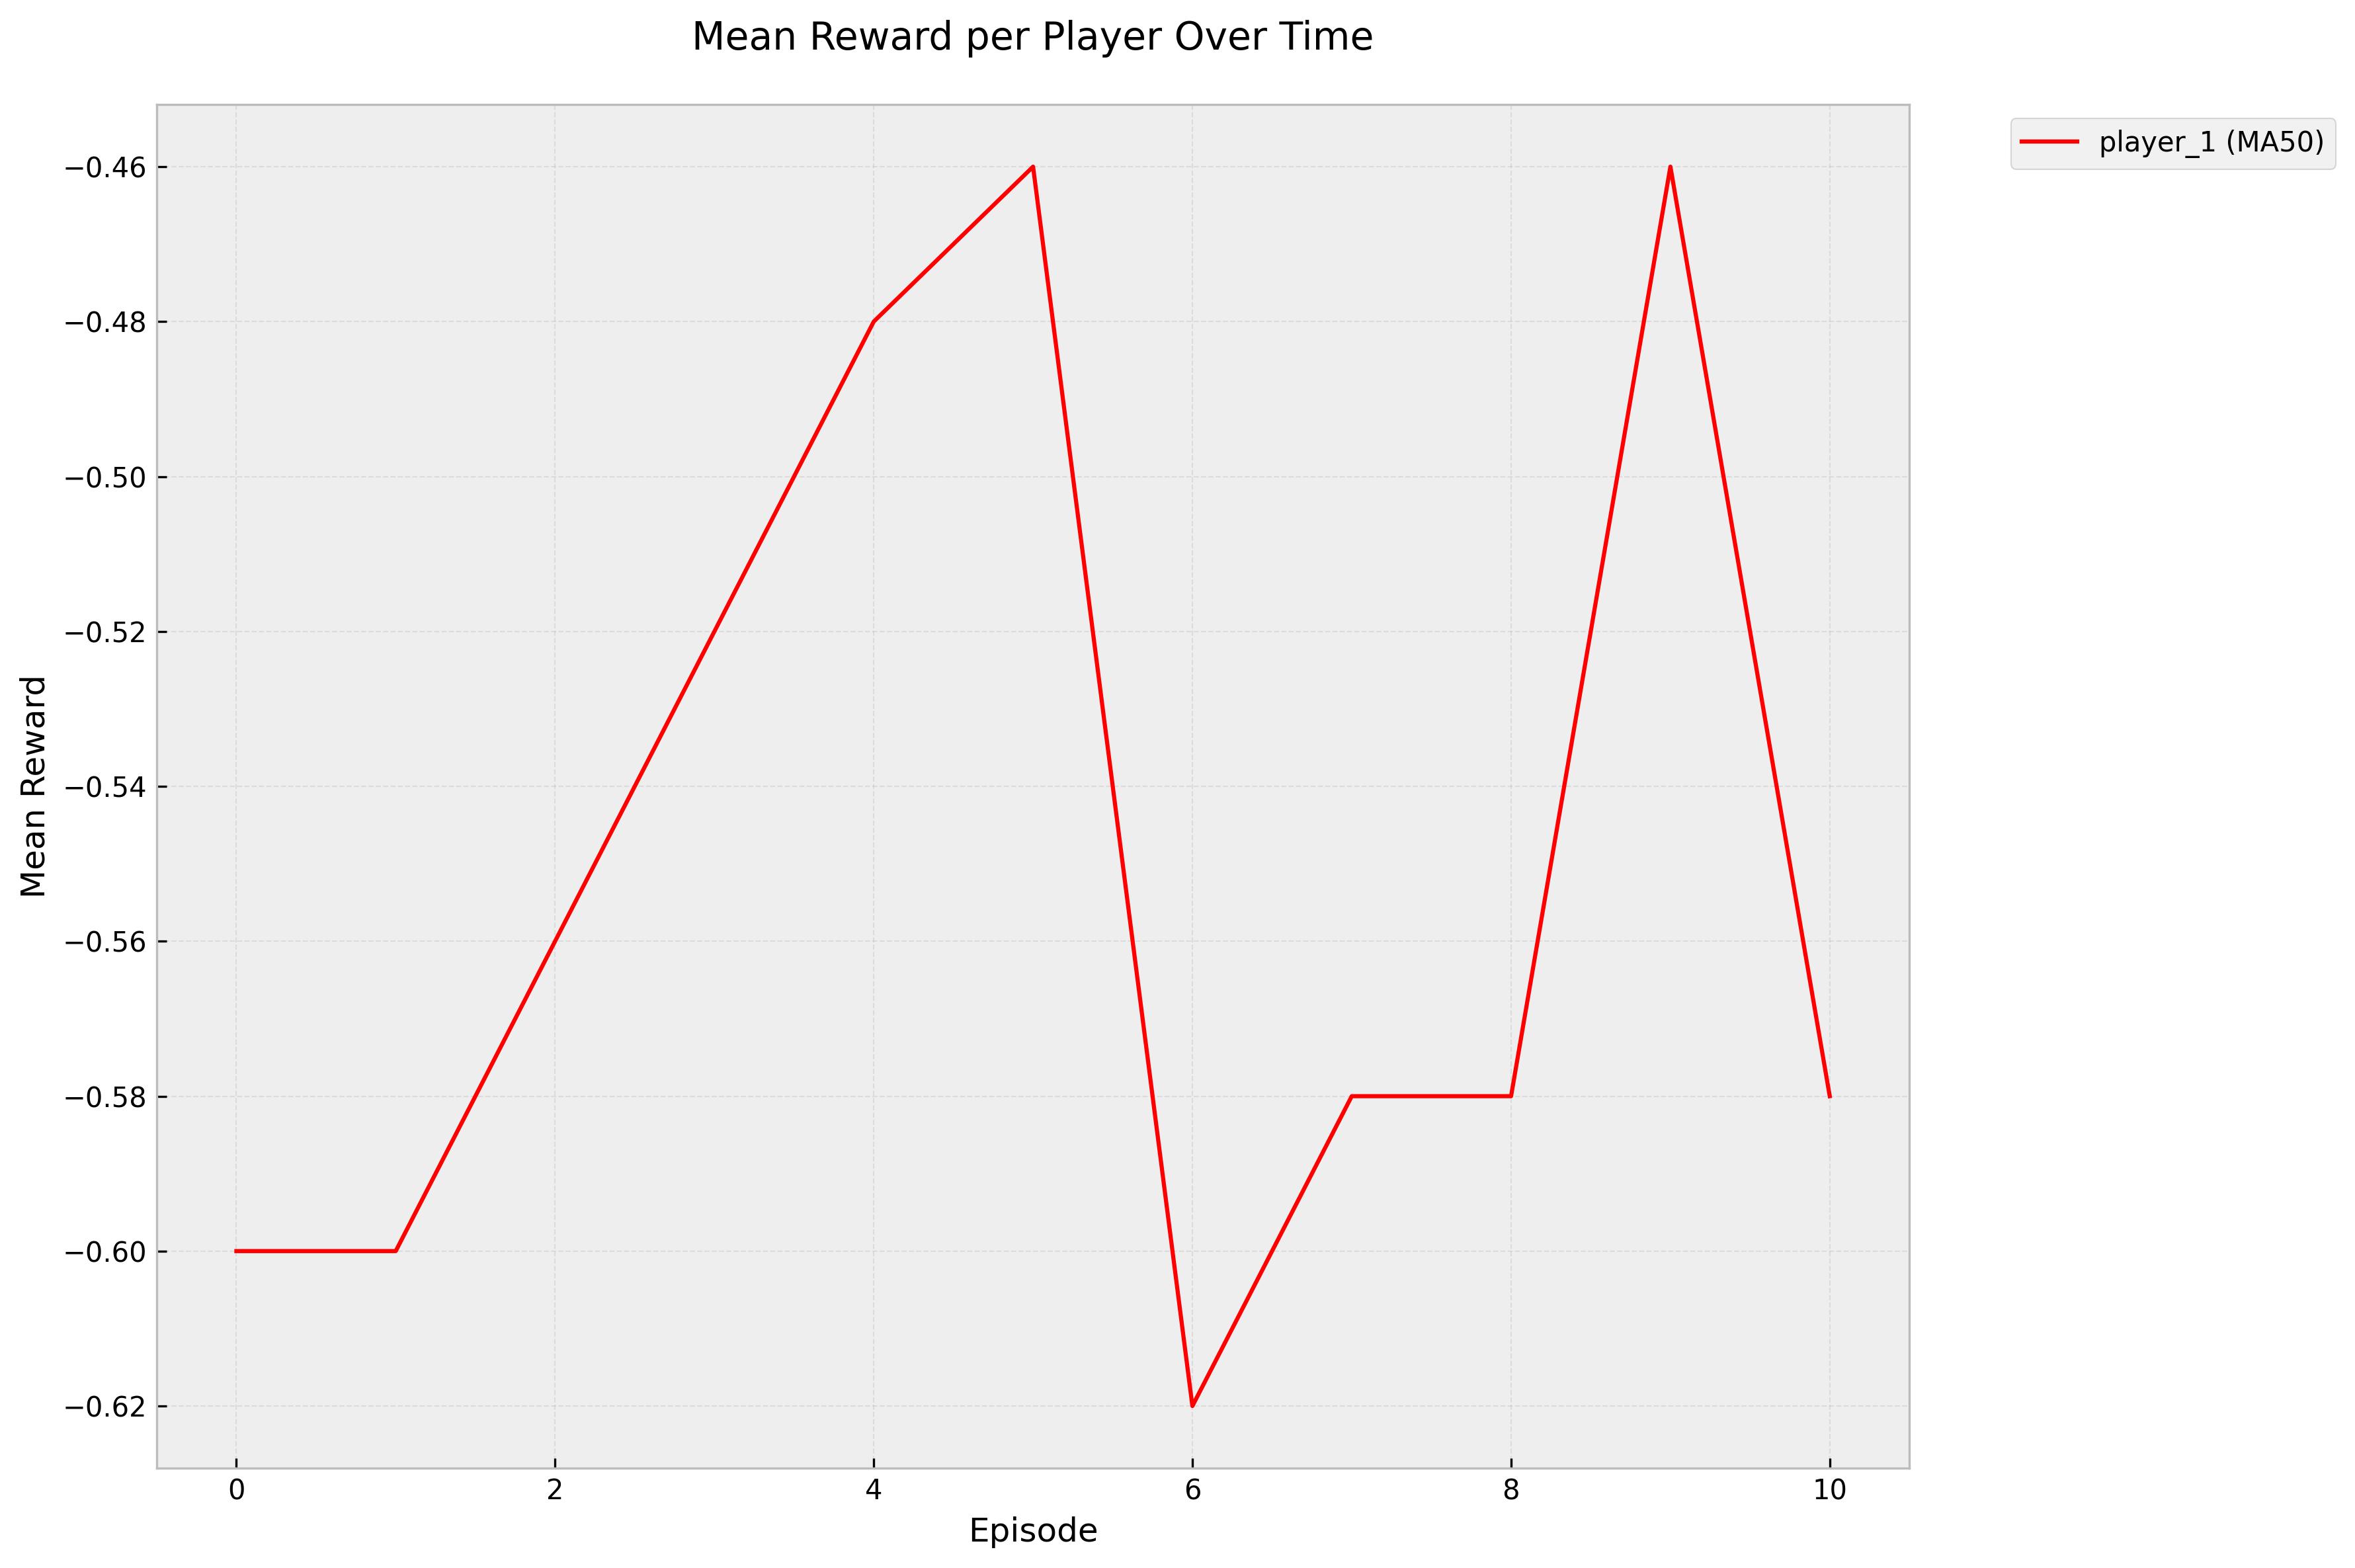 Mean Reward per Player Over Time
player_1 (MA50)
−0.46
−0.48
−0.50
−0.52
−0.54
−0.56
−0.58
−0.60
−0.62
Mean Reward
0 2 4 6 8 10
Episode